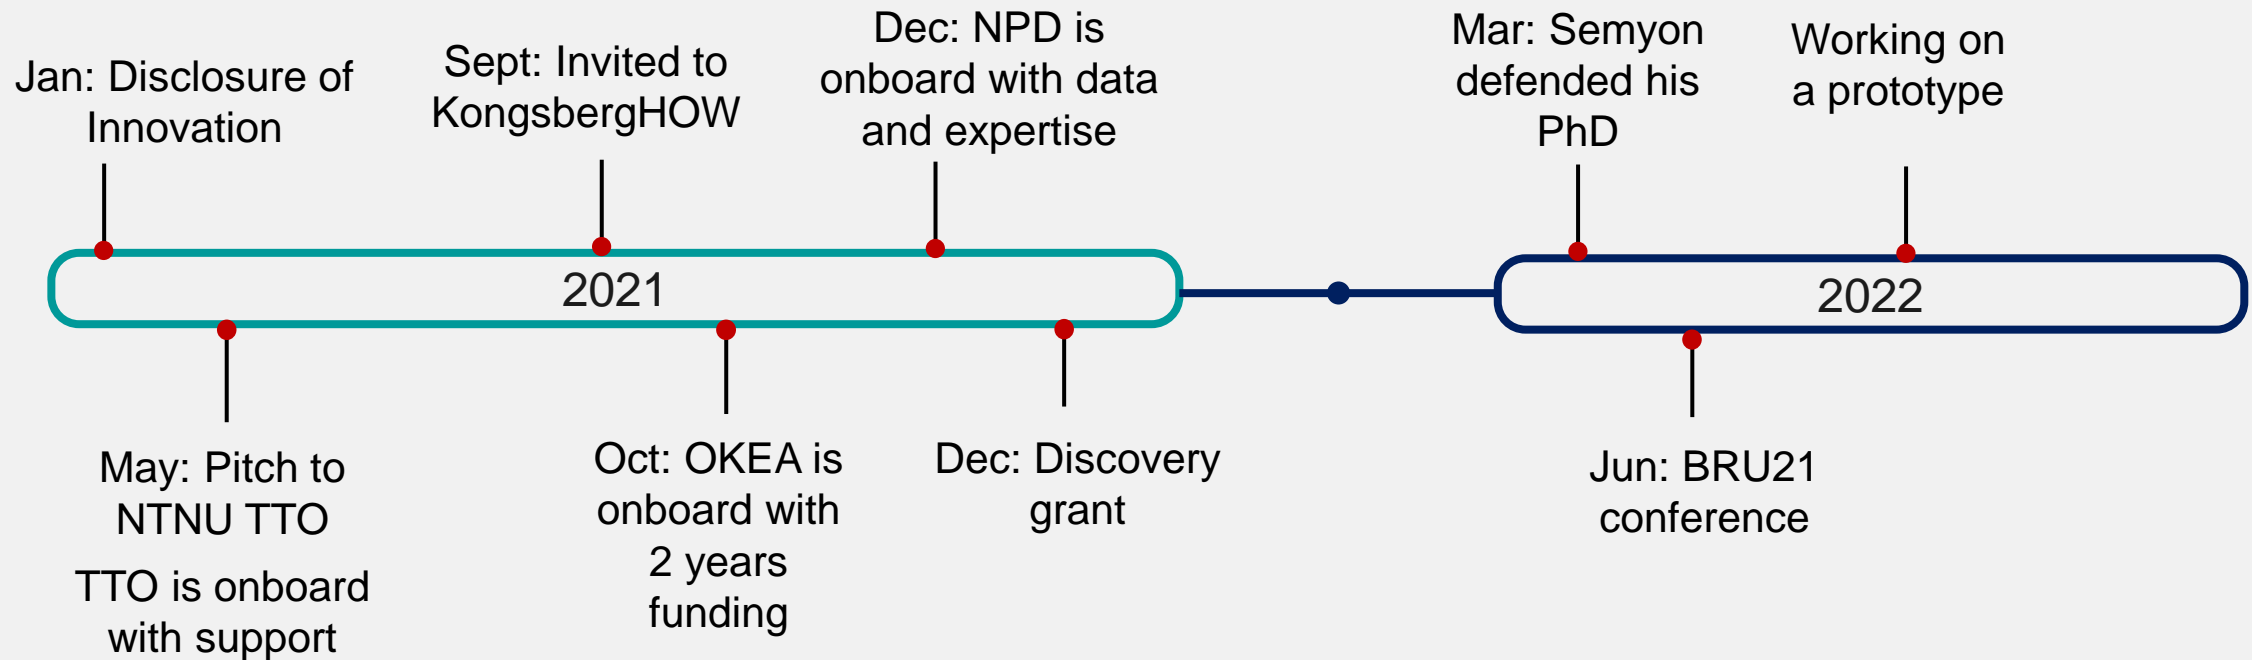 Jan: Disclosure of
Innovation
Sept: Invited to
KongsbergHOW
Dec: NPD is
onboard with data
and expertise
Mar: Semyon
defended his
PhD
Working on
a prototype
2021
2022
May: Pitch to
NTNU TTO
TTO is onboard
with support
Oct: OKEA is
onboard with
2 years
funding
Dec: Discovery
grant
Jun: BRU21
conference